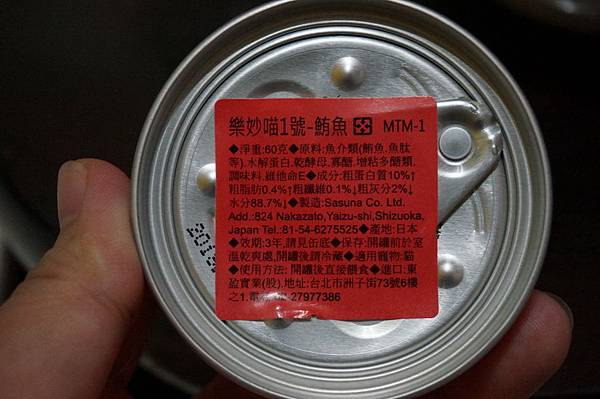 樂妙喵1號-鮪魚 MTM-1
◆淨重:60克◆原料:魚介類(鮪魚,魚肽
等),水解蛋白,乾酵母,寡醣,增粘多醣類,
調味料,維他命E◆成分:粗蛋白質10%↑
粗脂肪0.4%↑粗纖維0.1%↓粗灰分2%↓
水分88.7%↓◆製造:Sasuna Co. Ltd.
Add.:824 Nakazato,Yaizu-shi,Shizuoka,
Japan Tel.:81-54-6275525◆產地:日本
◆效期:3年,請見缶底◆保存:開罐前於室
溫乾爽處,開罐後請冷藏◆適用寵物:貓
◆使用方法: 開罐後直接餵食◆進口:東
盈實業(股).地址:台北市洲子街73號6樓
之1.電話:02-27977386